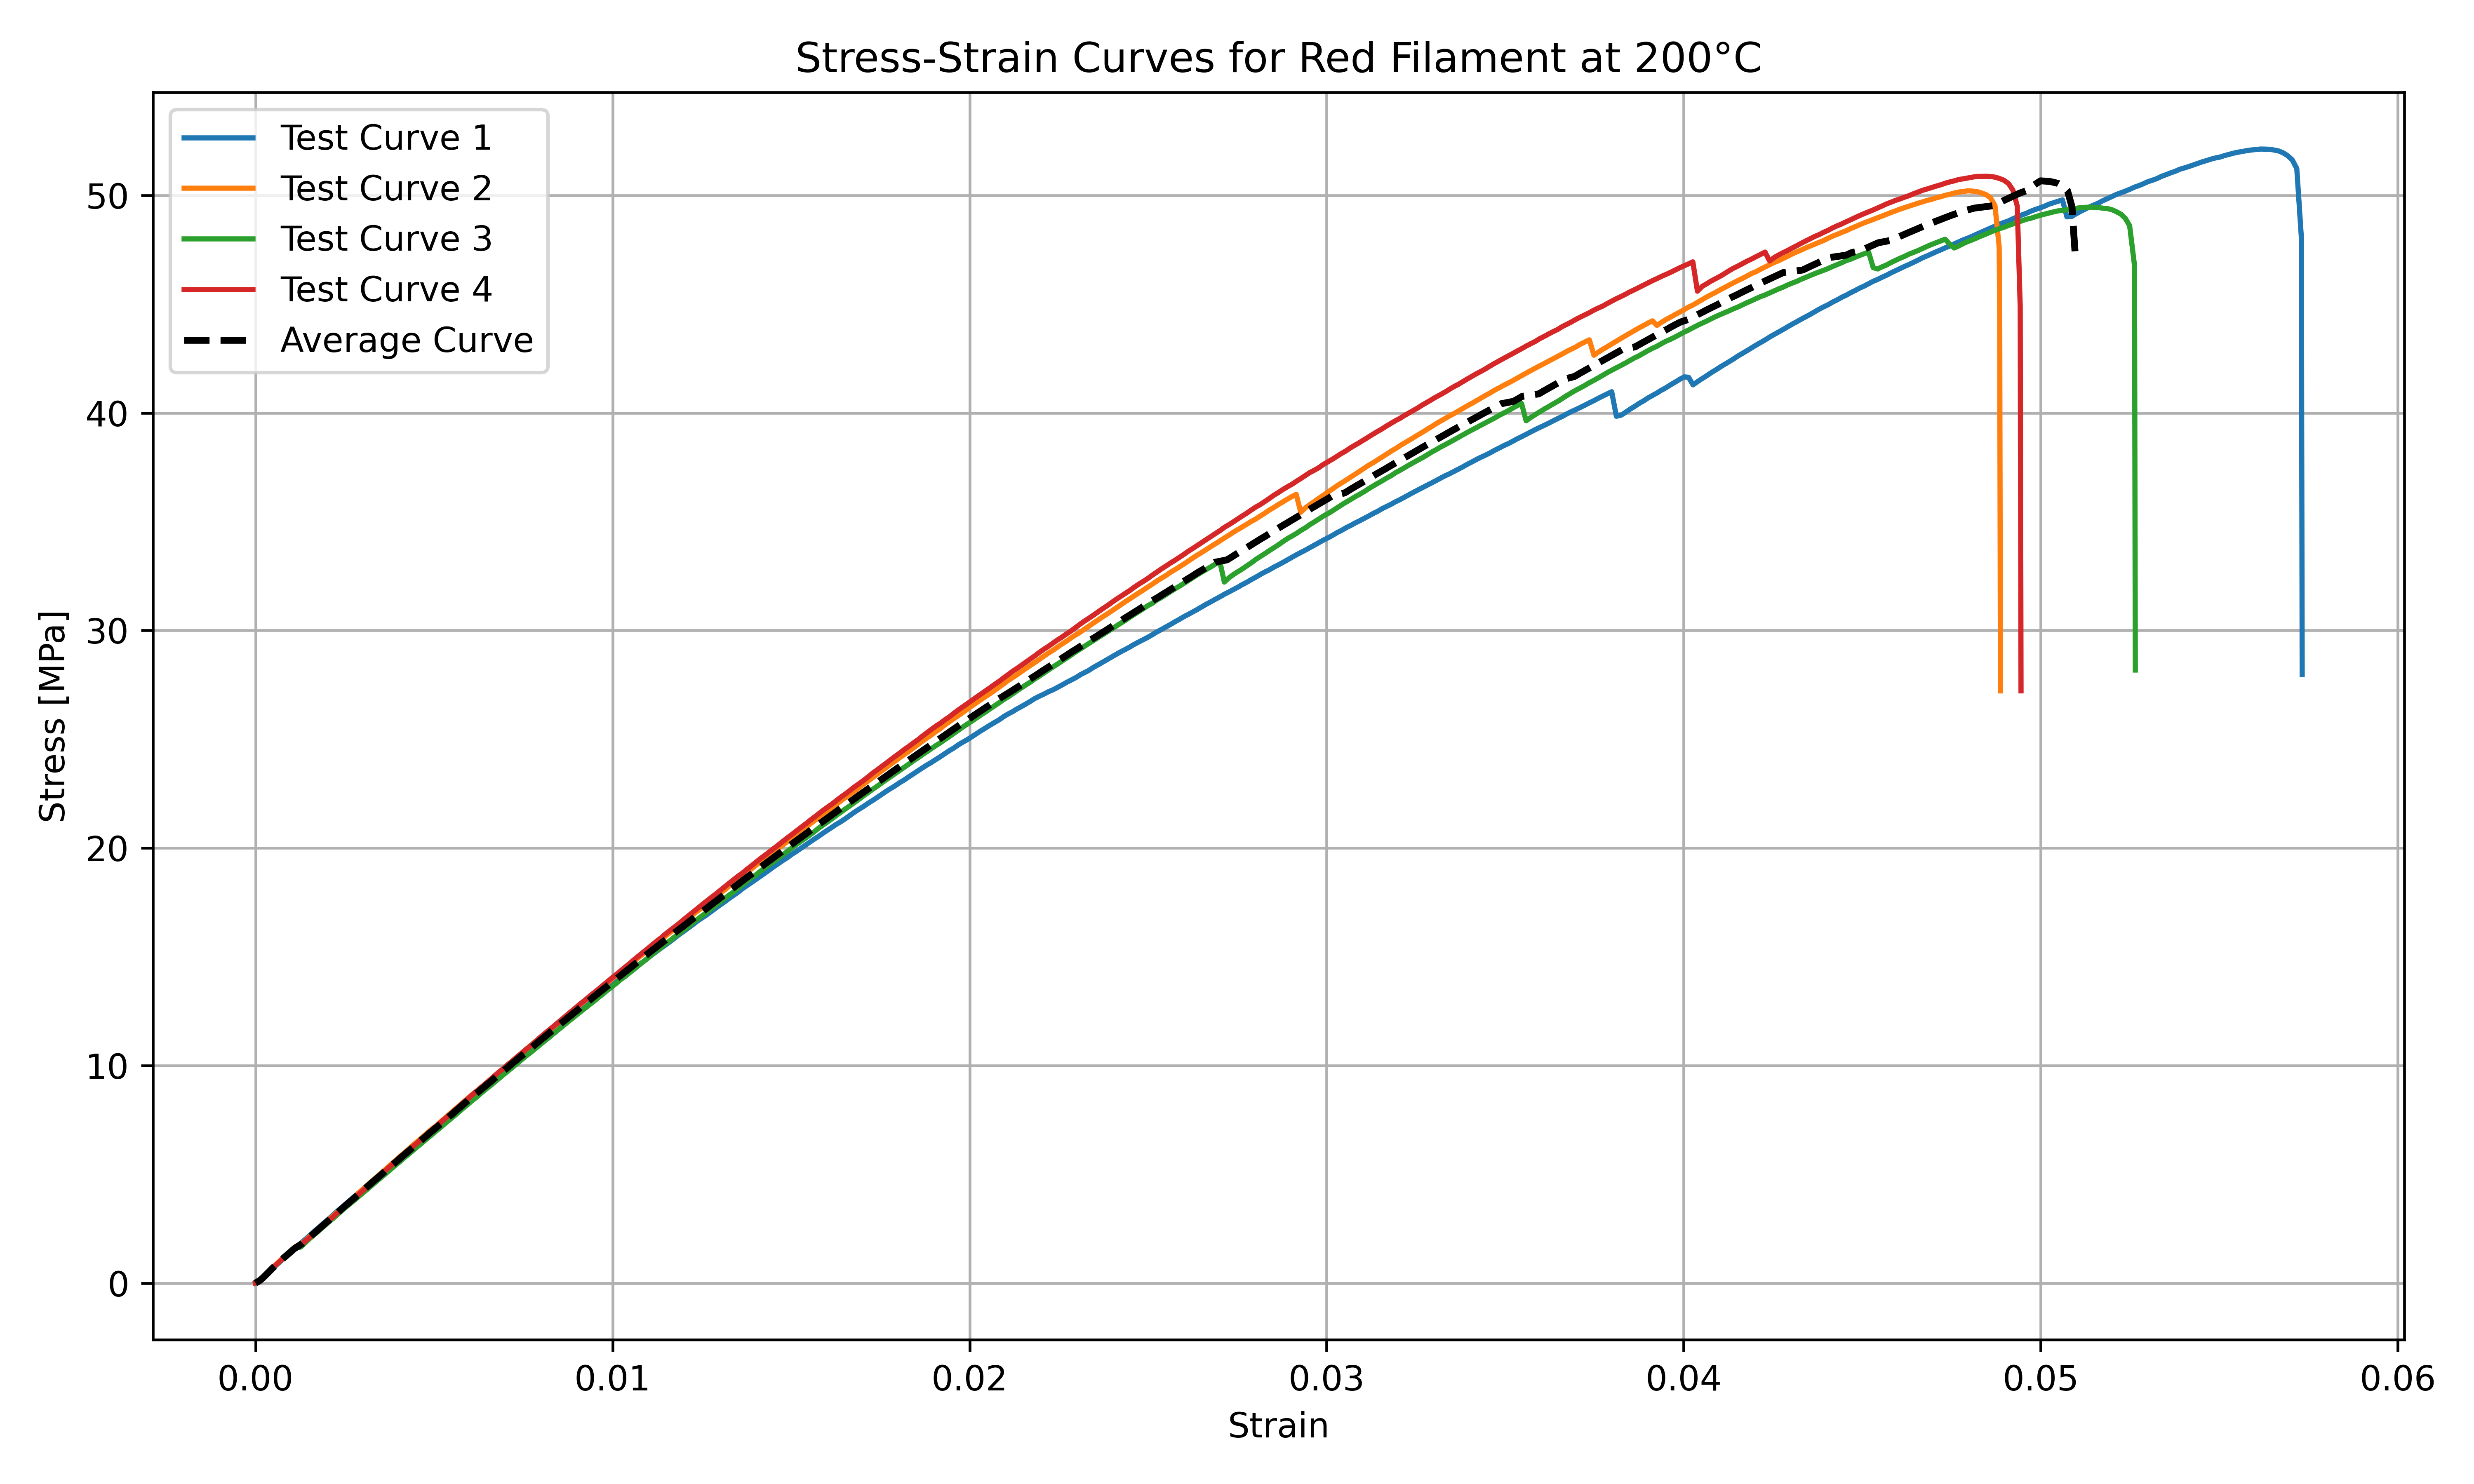 Stress-Strain Curves for Red Filament at 200°C
Test Curve 1
Test Curve 2
Test Curve 3
Test Curve 4
Average Curve
Stress [MPa]
50
40
30
20
10
0
0.00 0.01 0.02 0.03 0.04 0.05 0.06
Strain